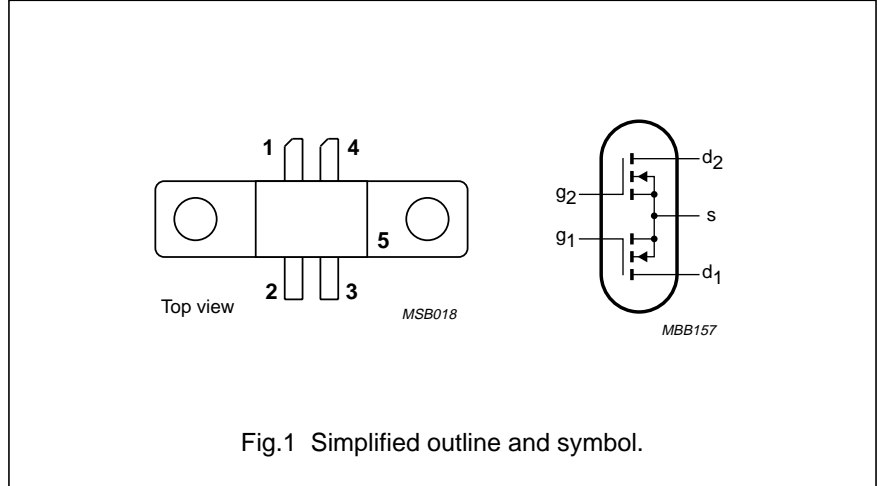 1 4
5
2 3
Top view
MSB018
d2
g2
s
g1
d1
MBB157
Fig.1 Simplified outline and symbol.